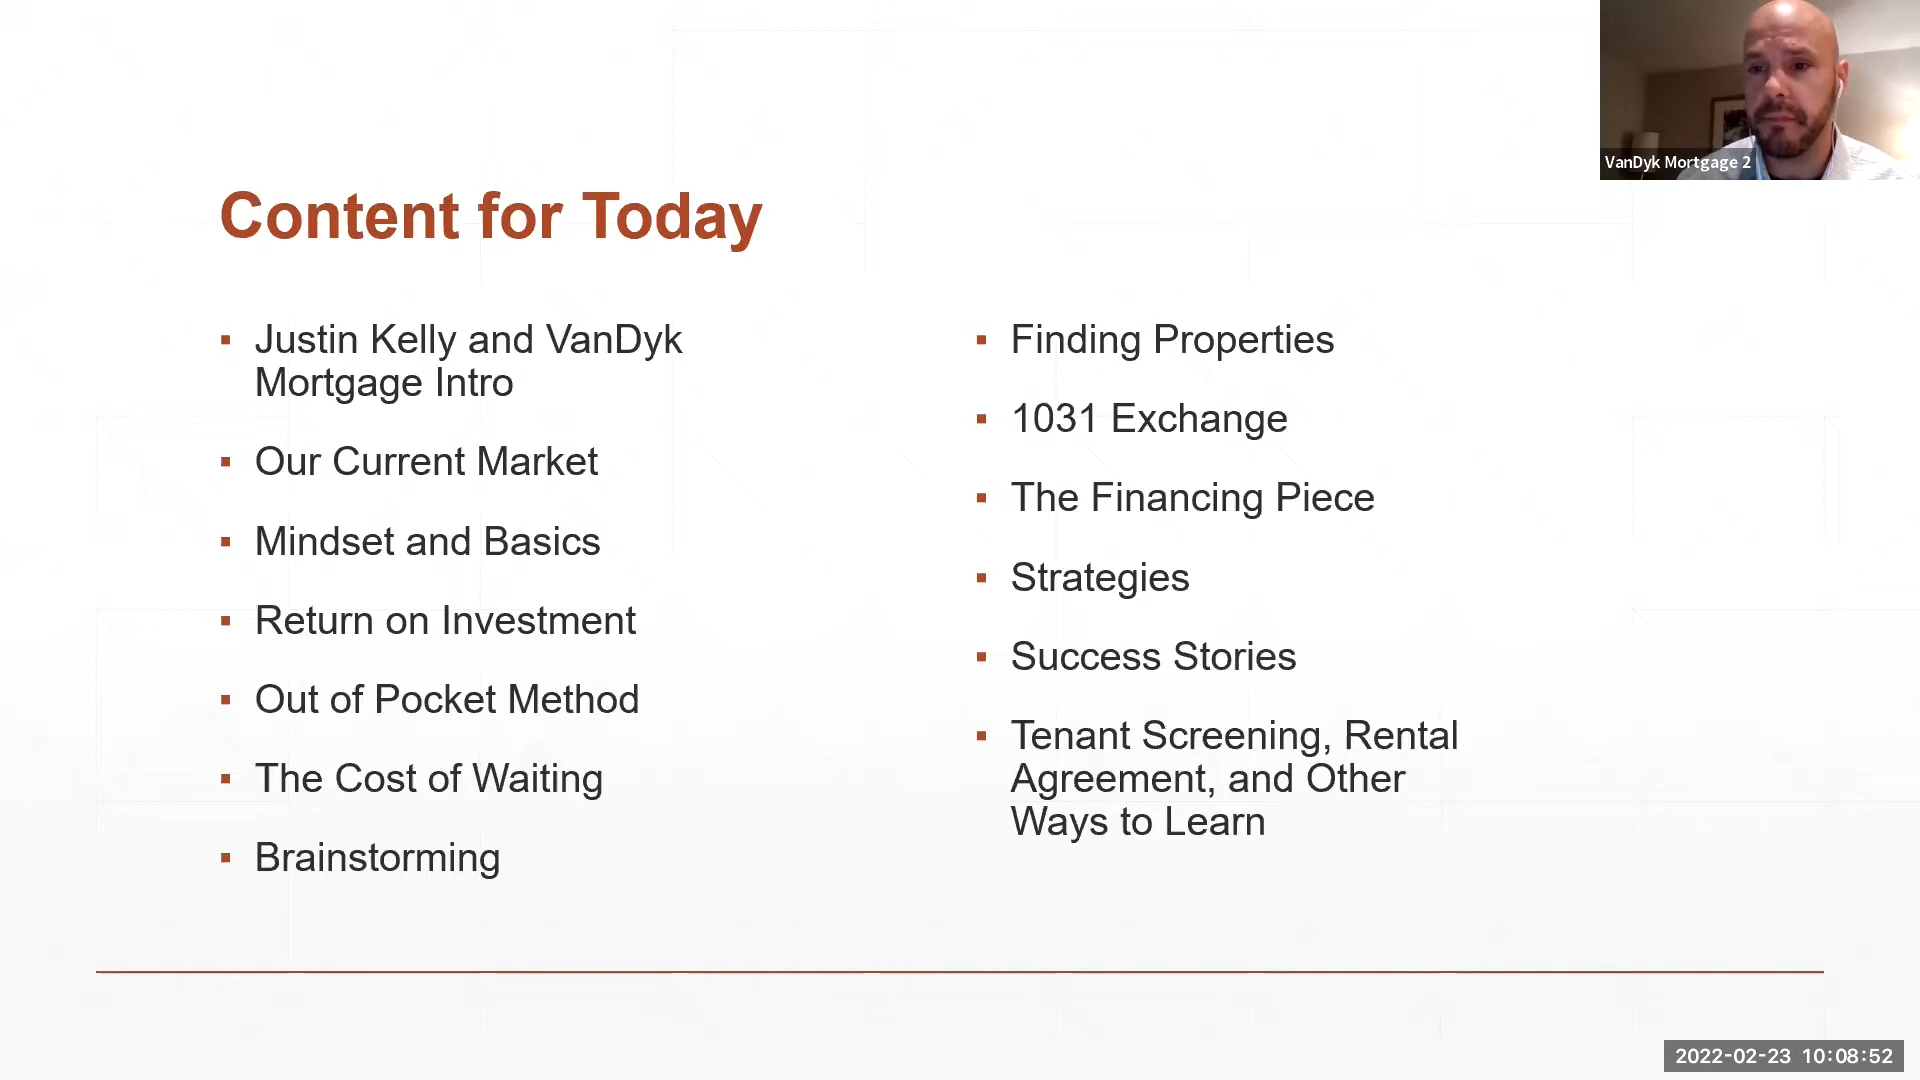 Content for Today
Justin Kelly and VanDyk
Mortgage Intro
Our Current Market
Mindset and Basics
Return on Investment
Out of Pocket Method
The Cost of Waiting
Brainstorming
Finding Properties
1031 Exchange
The Financing Piece
Strategies
Success Stories
Tenant Screening, Rental
Agreement, and Other
Ways to Learn
VanDyk Mortgage 2
2022-02-23 10:08:52